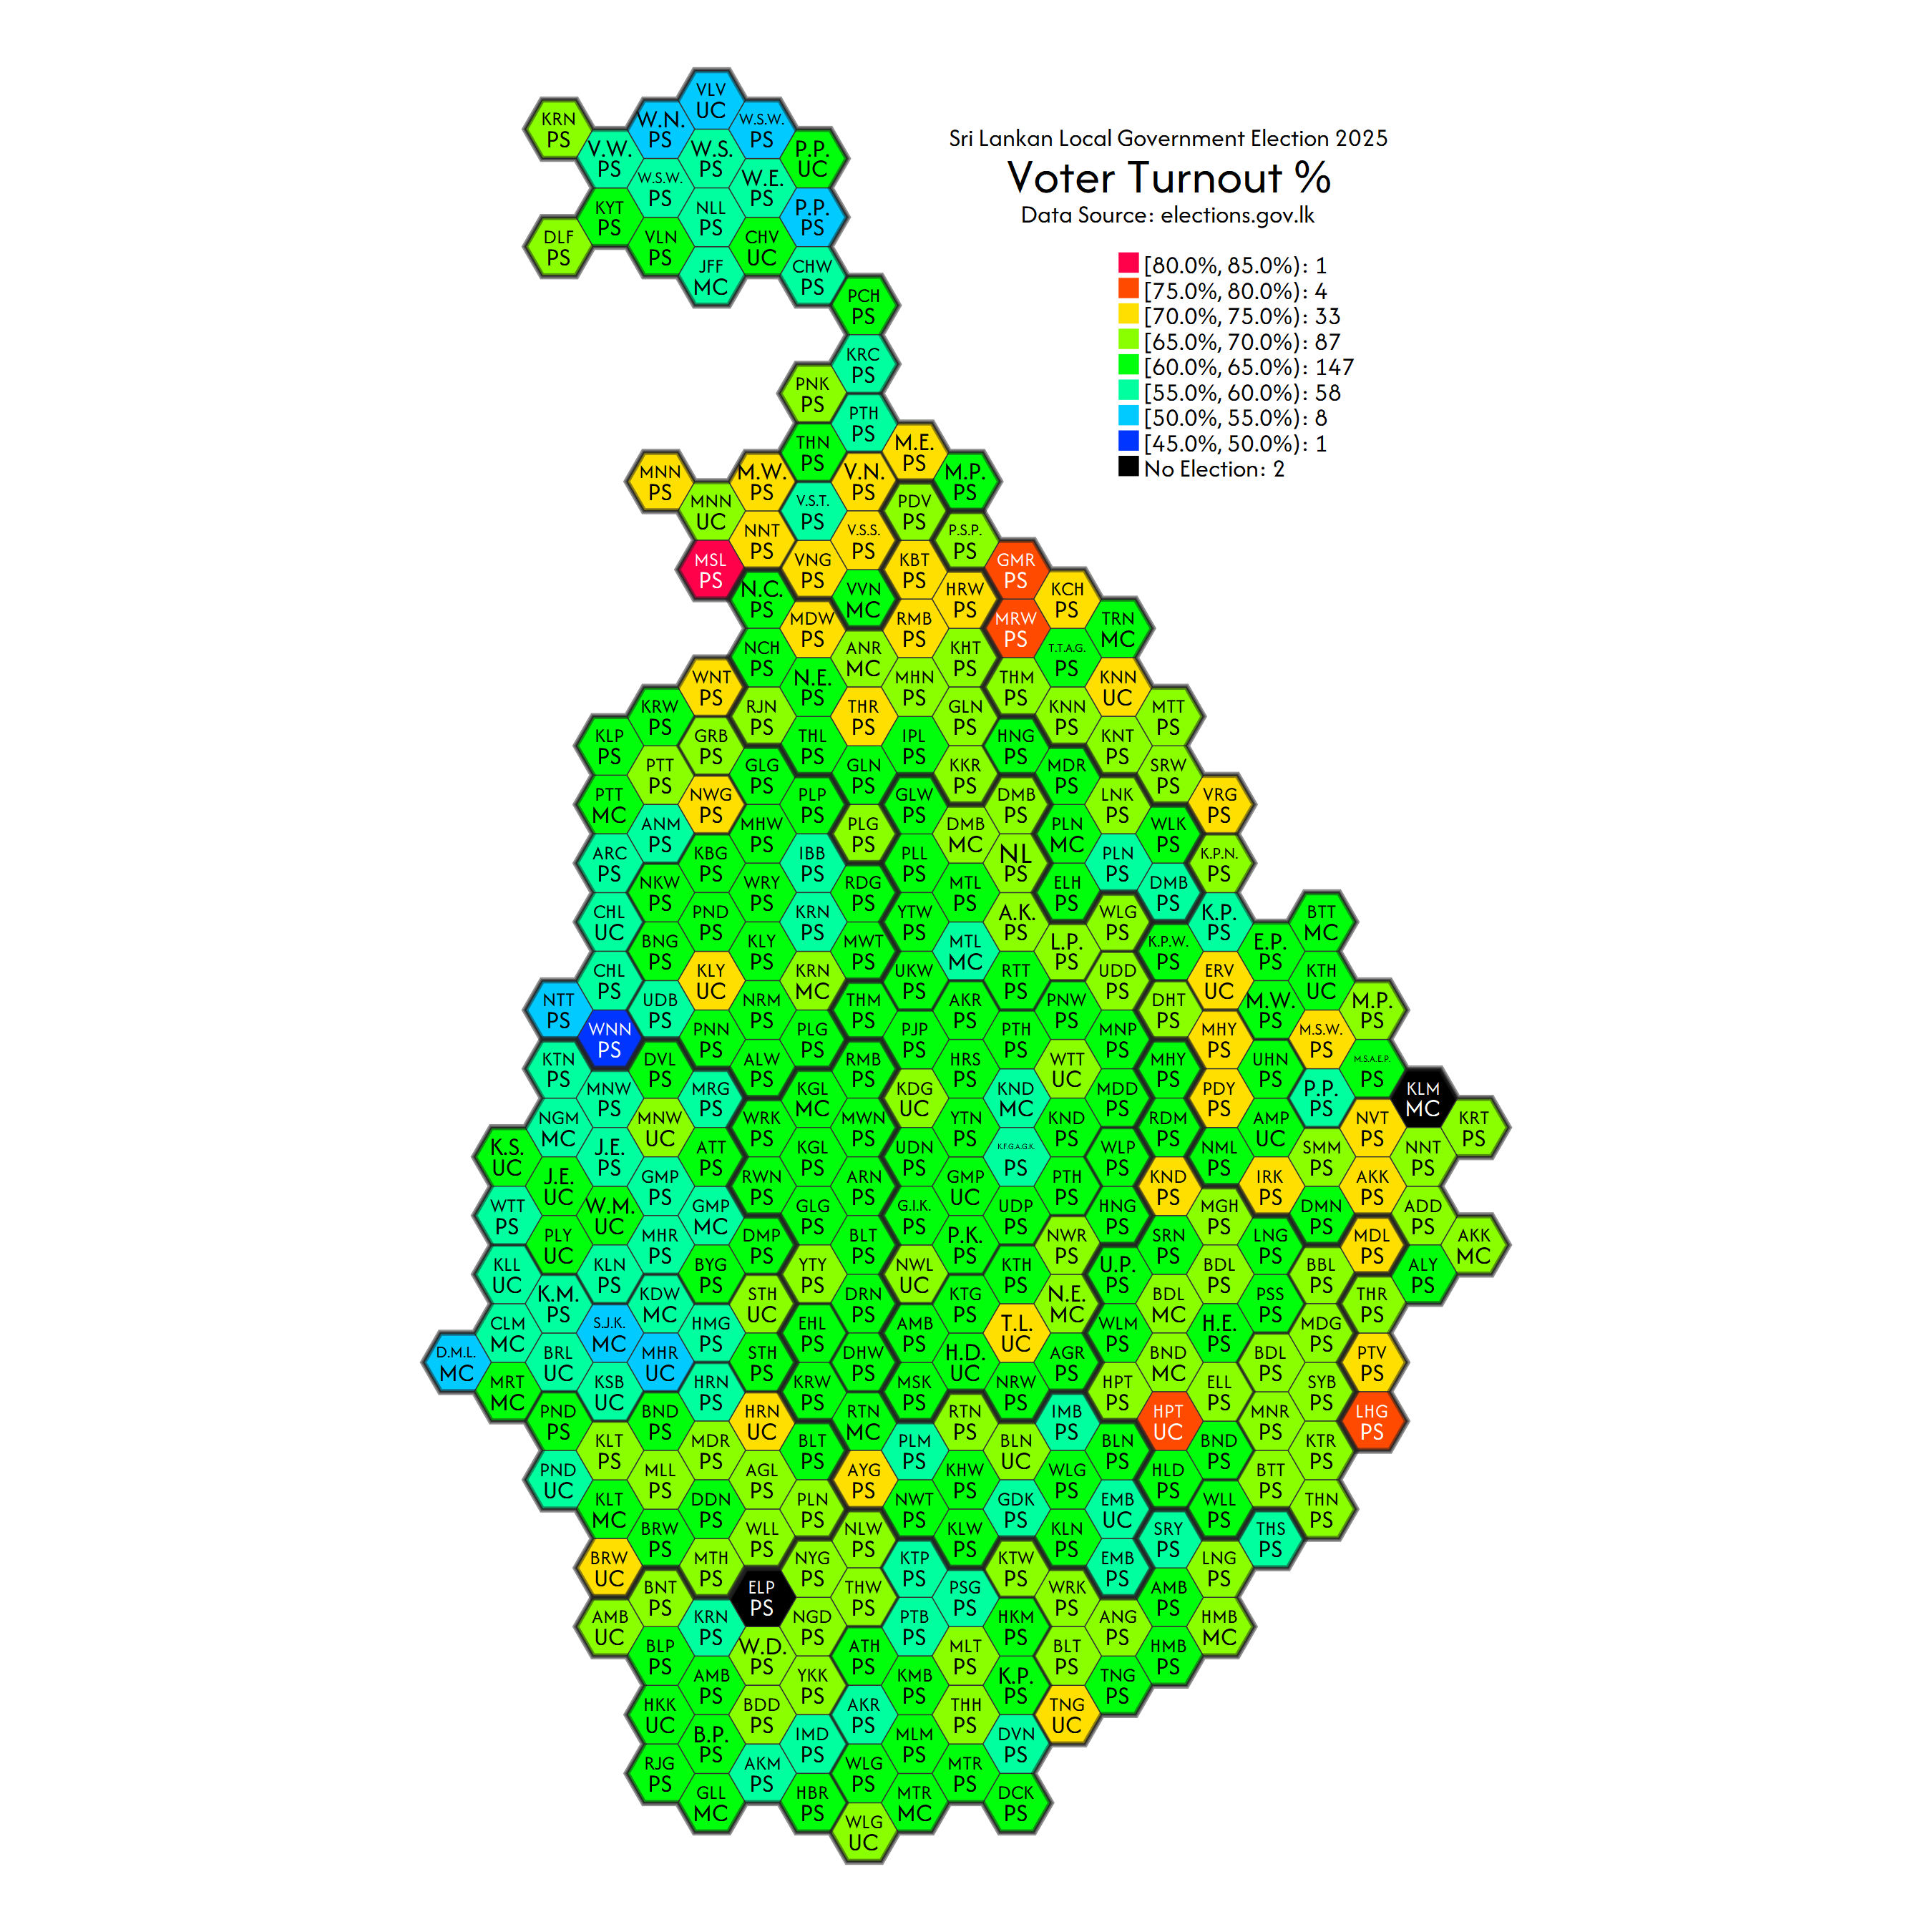 Sri Lankan Local Government Election 2025
Voter Turnout %
Data Source: elections.gov.lk
[80.0%, 85.0%): 1
[75.0%, 80.0%): 4
[70.0%, 75.0%): 33
[65.0%, 70.0%): 87
[60.0%, 65.0%): 147
[55.0%, 60.0%): 58
[50.0%, 55.0%): 8
[45.0%, 50.0%): 1
No Election: 2
VLV
UC
KRN W.N. W.S.W.
PS PS PS
V.W. W.S. P.P.
PS PS UC
W.S.W. W.E.
PS PS
KYT NLL P.P.
PS PS PS
DLF VLN CHV
PS PS UC
JFF CHW
MC PS
PCH
PS
KRC
PS
PNK
PS
PTH
PS
THN M.E.
PS PS
MNN M.W. V.N. M.P.
PS PS PS PS
MNN V.S.T. PDV
UC PS PS
NNT V.S.S. P.S.P.
PS PS PS
MSL VNG KBT GMR
PS PS PS PS
N.C. VVN HRW KCH
PS MC PS PS
MDW RMB MRW TRN
PS PS PS MC
NCH ANR KHT T.T.A.G.
PS MC PS PS
WNT N.E. MHN THM KNN
PS PS PS PS UC
KRW RJN THR GLN KNN MTT
PS PS PS PS PS PS
KLP GRB THL IPL HNG KNT
PS PS PS PS PS PS
PTT GLG GLN KKR MDR SRW
PS PS PS PS PS PS
PTT NWG PLP GLW DMB LNK VRG
MC PS PS PS PS PS PS
ANM MHW PLG DMB PLN WLK
PS PS PS MC MC PS
ARC KBG IBB PLL NL PLN K.P.N.
PS PS PS PS PS PS PS
NKW WRY RDG MTL ELH DMB
PS PS PS PS PS PS
CHL PND KRN YTW A.K. WLG K.P. BTT
UC PS PS PS PS PS PS MC
BNG KLY MWT MTL L.P. K.P.W. E.P.
PS PS PS MC PS PS PS
CHL KLY KRN UKW RTT UDD ERV KTH
PS UC MC PS PS PS UC UC
NTT UDB NRM THM AKR PNW DHT M.W. M.P.
PS PS PS PS PS PS PS PS PS
WNN PNN PLG PJP PTH MNP MHY M.S.W.
PS PS PS PS PS PS PS PS
KTN DVL ALW RMB HRS WTT MHY UHN M.S.A.E.P.
PS PS PS PS PS UC PS PS PS
MNW MRG KGL KDG KND MDD PDY P.P. KLM
PS PS MC UC MC PS PS PS MC
NGM MNW WRK MWN YTN KND RDM AMP NVT KRT
MC UC PS PS PS PS PS UC PS PS
K.S. J.E. ATT KGL UDN K.F.G.A.G.K. WLP NML SMM NNT
UC PS PS PS PS PS PS PS PS PS
J.E. GMP RWN ARN GMP PTH KND IRK AKK
UC PS PS PS UC PS PS PS PS
WTT W.M. GMP GLG G.I.K. UDP HNG MGH DMN ADD
PS UC MC PS PS PS PS PS PS PS
PLY MHR DMP BLT P.K. NWR SRN LNG MDL AKK
UC PS PS PS PS PS PS PS PS MC
KLL KLN BYG YTY NWL KTH U.P. BDL BBL ALY
UC PS PS PS UC PS PS PS PS PS
K.M. KDW STH DRN KTG N.E. BDL PSS THR
PS MC UC PS PS MC MC PS PS
CLM S.J.K. HMG EHL AMB T.L. WLM H.E. MDG
MC MC PS PS PS UC PS PS PS
D.M.L. BRL MHR STH DHW H.D. AGR BND BDL PTV
MC UC UC PS PS UC PS MC PS PS
MRT KSB HRN KRW MSK NRW HPT ELL SYB
MC UC PS PS PS PS PS PS PS
PND BND HRN RTN RTN IMB HPT MNR LHG
PS PS UC MC PS PS UC PS PS
KLT MDR BLT PLM BLN BLN BND KTR
PS PS PS PS UC PS PS PS
PND MLL AGL AYG KHW WLG HLD BTT
UC PS PS PS PS PS PS PS
KLT DDN PLN NWT GDK EMB WLL THN
MC PS PS PS PS UC PS PS
BRW WLL NLW KLW KLN SRY THS
PS PS PS PS PS PS PS
BRW MTH NYG KTP KTW EMB LNG
UC PS PS PS PS PS PS
BNT ELP THW PSG WRK AMB
PS PS PS PS PS PS
AMB KRN NGD PTB HKM ANG HMB
UC PS PS PS PS PS MC
BLP W.D. ATH MLT BLT HMB
PS PS PS PS PS PS
AMB YKK KMB K.P. TNG
PS PS PS PS PS
HKK BDD AKR THH TNG
UC PS PS PS UC
B.P. IMD MLM DVN
PS PS PS PS
RJG AKM WLG MTR
PS PS PS PS
GLL HBR MTR DCK
MC PS MC PS
WLG
UC